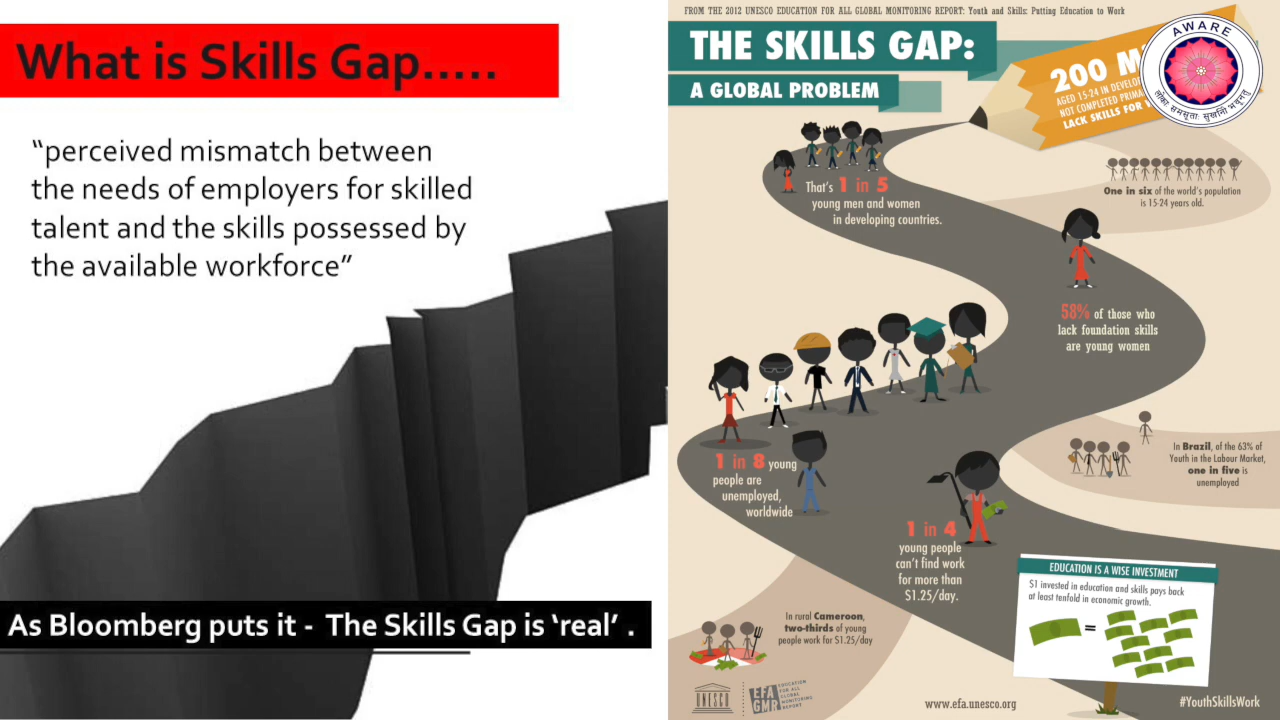 What is Skills Gap.....
“perceived mismatch between
the needs of employers for skilled
talent and the skills possessed by
the available workforce”
As Bloomberg puts it - The Skills Gap is ‘real’ .
FROM THE 2012 UNESCO EDUCATION FOR ALL GLOBAL MONITORING REPORT: Youth and Skills: Putting Education to Work
THE SKILLS GAP:
A GLOBAL PROBLEM
200 M
AGED 15-24 IN DEVELO
NOT COMPLETED PRIMA
LACK SKILLS FOR
AWARE
लोकाः समस्ताः सुखिनो भवन्तु
That's 1 in 5
young men and women
in developing countries.
One in six of the world's population
is 15-24 years old.
58% of those who
lack foundation skills
are young women
1 in 8 young
people are
unemployed,
worldwide
In Brazil, of the 63% of
Youth in the Labour Market,
one in five is
unemployed
1 in 4
young people
can't find work
for more than
$1.25/day.
EDUCATION IS A WISE INVESTMENT
$1 invested in education and skills pays back
at least tenfold in economic growth.
=
In rural Cameroon,
two-thirds of young
people work for $1.25/day
UNESCO
EFA
GMR
EDUCATION
FOR ALL
GLOBAL
MONITORING
REPORT
www.efa.unesco.org
#YouthSkillsWork